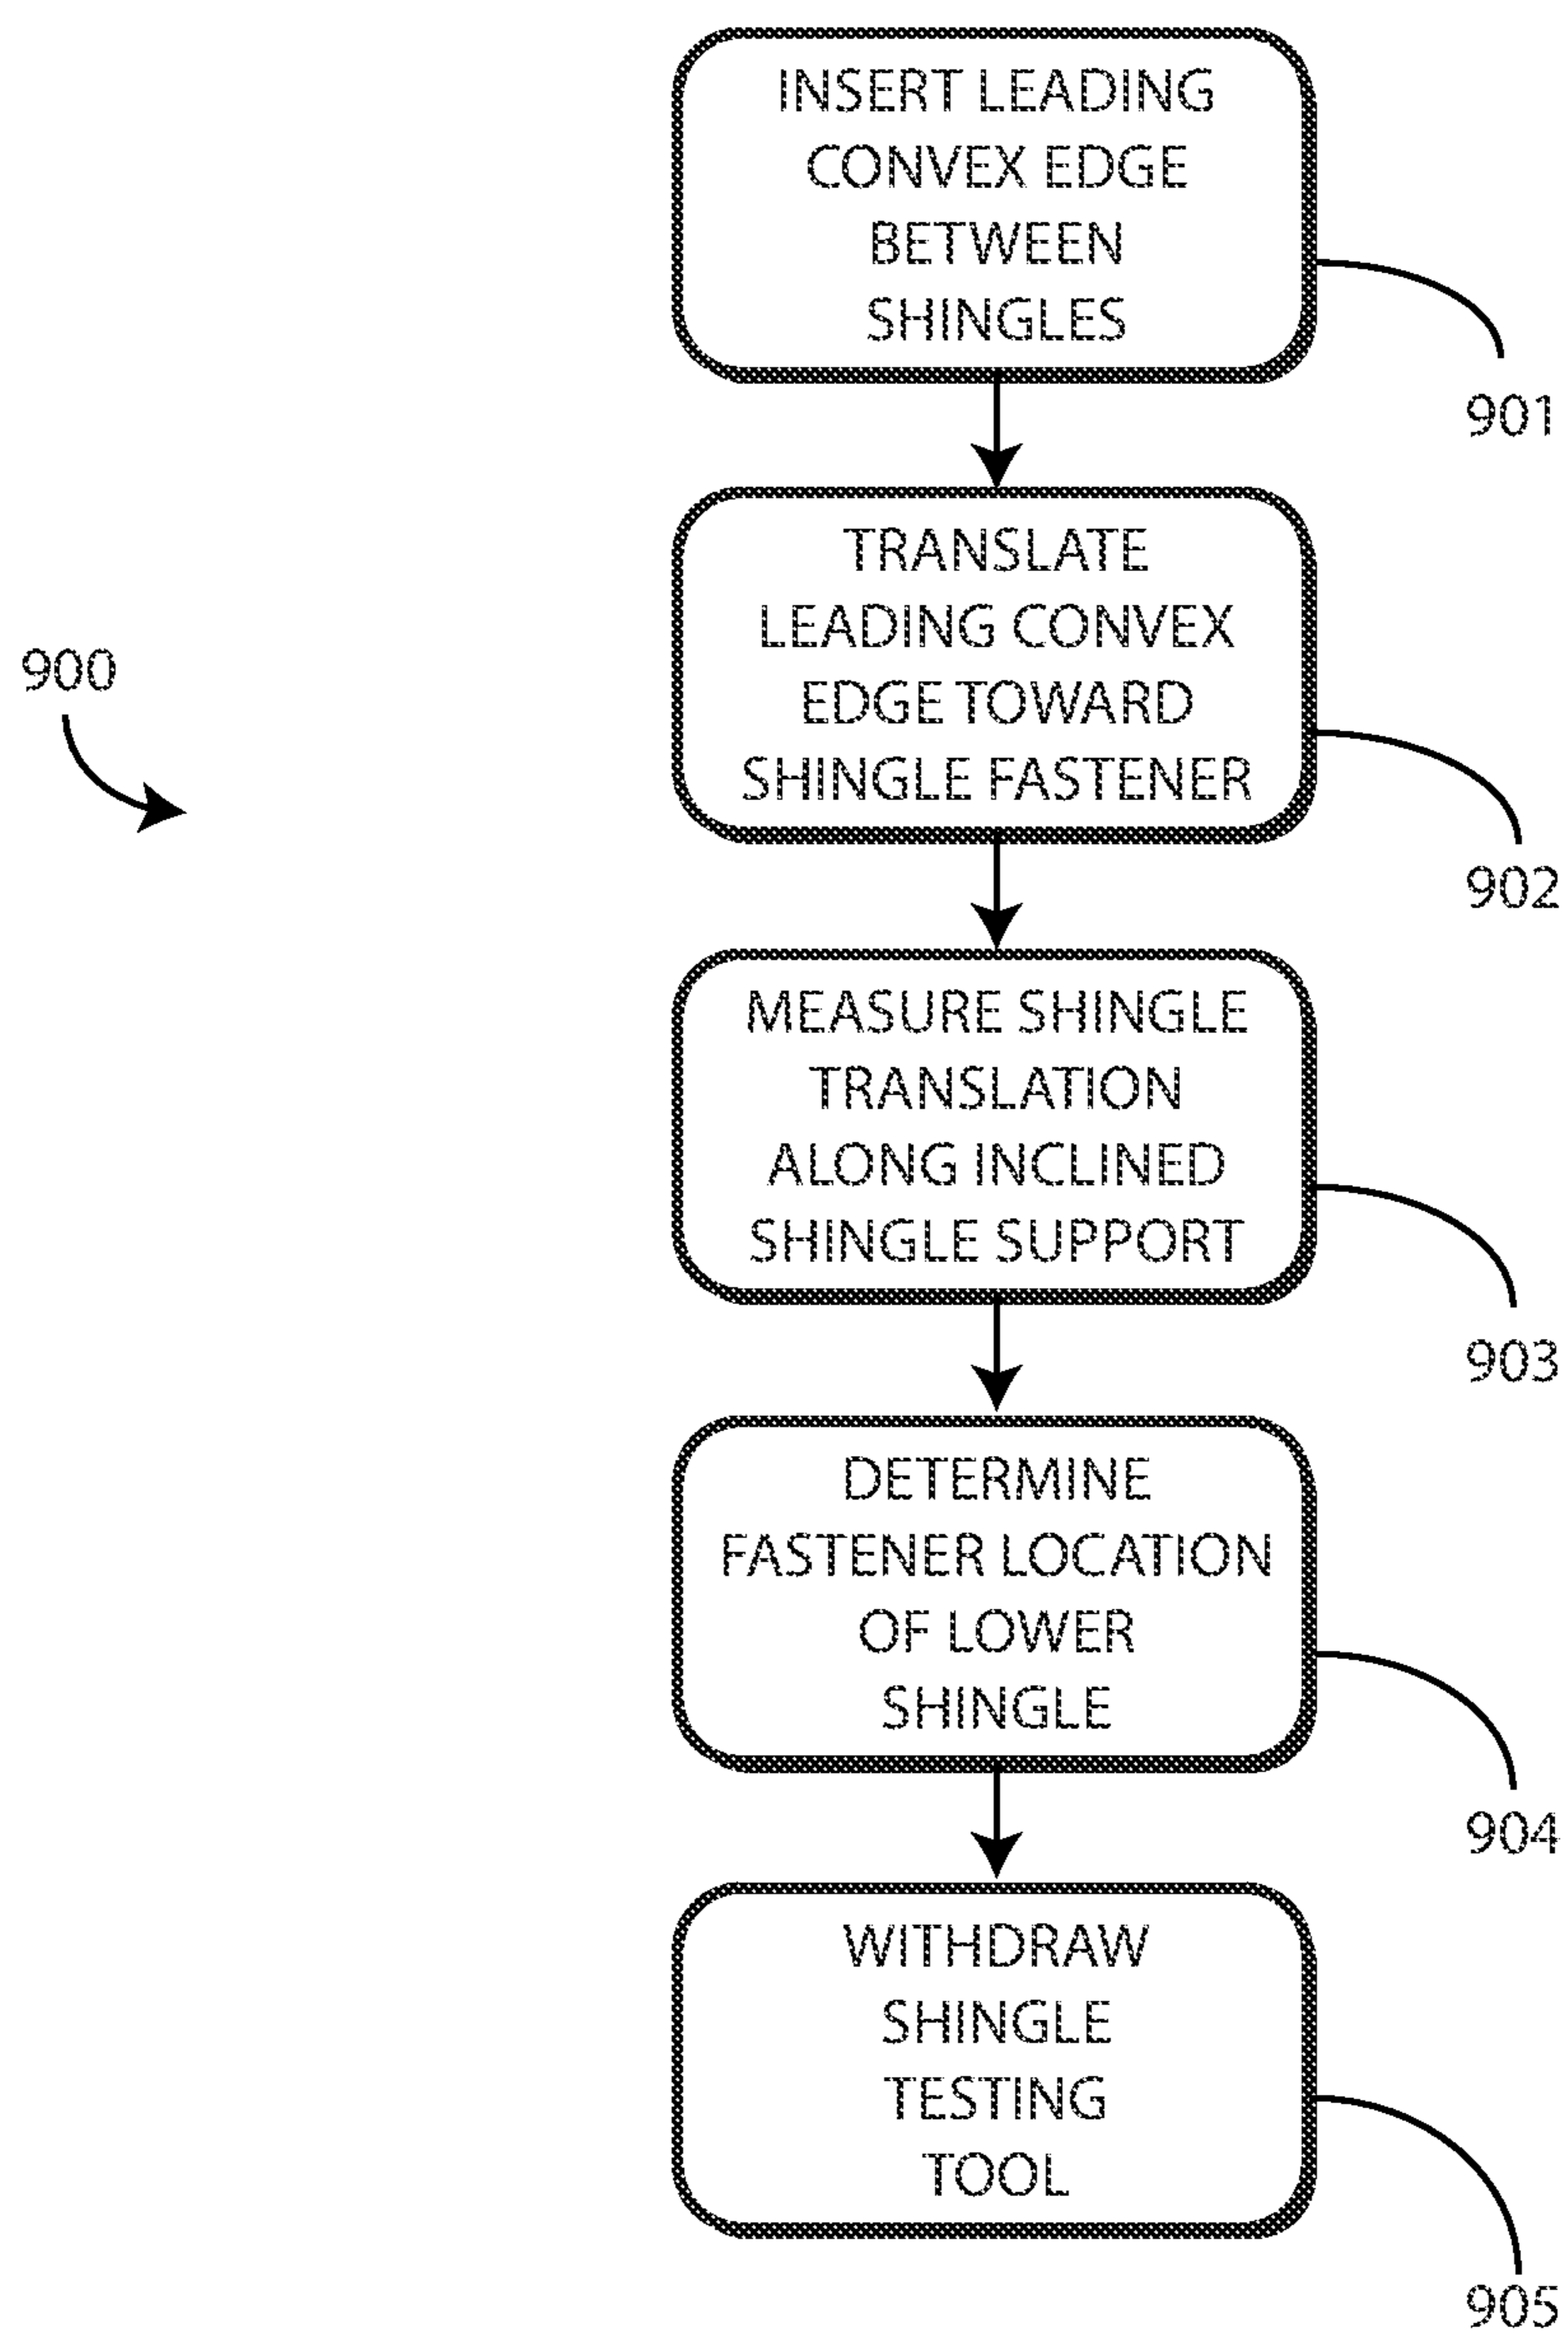 INSERT LEADING
CONVEX EDGE
BETWEEN
SHINGLES
901
TRANSLATE
LEADING CONVEX
EDGE TOWARD
SHINGLE FASTENER
900
902
MEASURE SHINGLE
TRANSLATION
ALONG INCLINED
SHINGLE SUPPORT
903
DETERMINE
FASTENER LOCATION
OF LOWER
SHINGLE
904
WITHDRAW
SHINGLE
TESTING
TOOL
905